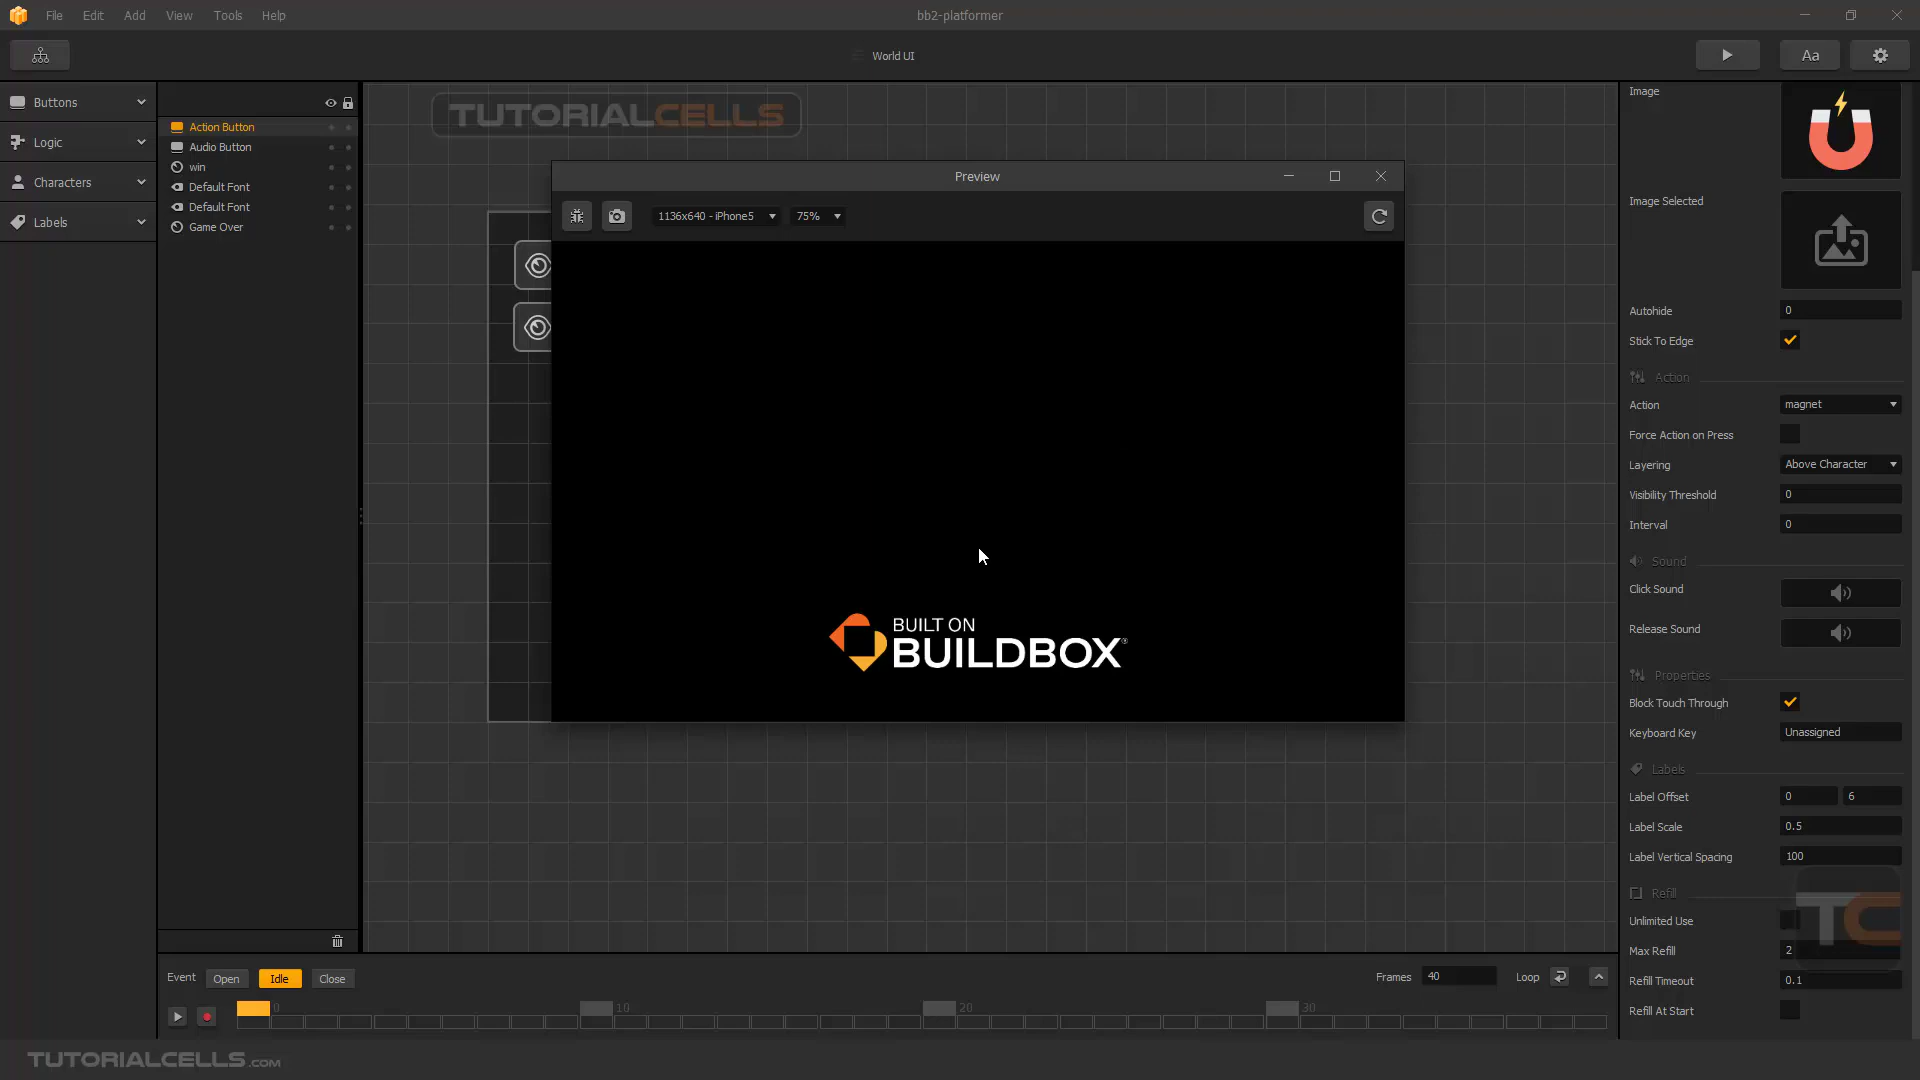 File Edit Add View Tools Help
bb2-platformer
World UI
Aa
Buttons
Logic
Characters
Labels
Action Button
Audio Button
win
Default Font
Default Font
Game Over
TUTORIALCELLS
Preview
1136x640 - iPhone5 75%
BUILT ON
BUILDBOX®
Image
Image Selected
Autohide 0
Stick To Edge
Action
Action magnet
Force Action on Press
Layering Above Character
Visibility Threshold 0
Interval 0
Sound
Click Sound
Release Sound
Properties
Block Touch Through
Keyboard Key Unassigned
Labels
Label Offset 0 6
Label Scale 0.5
Label Vertical Spacing 100
Refill
Unlimited Use
Max Refill 2
Refill Timeout 0.1
Refill At Start
TC
Event Open Idle Close
Frames 40 Loop
0 10 20 30
TUTORIALCELLS.COM